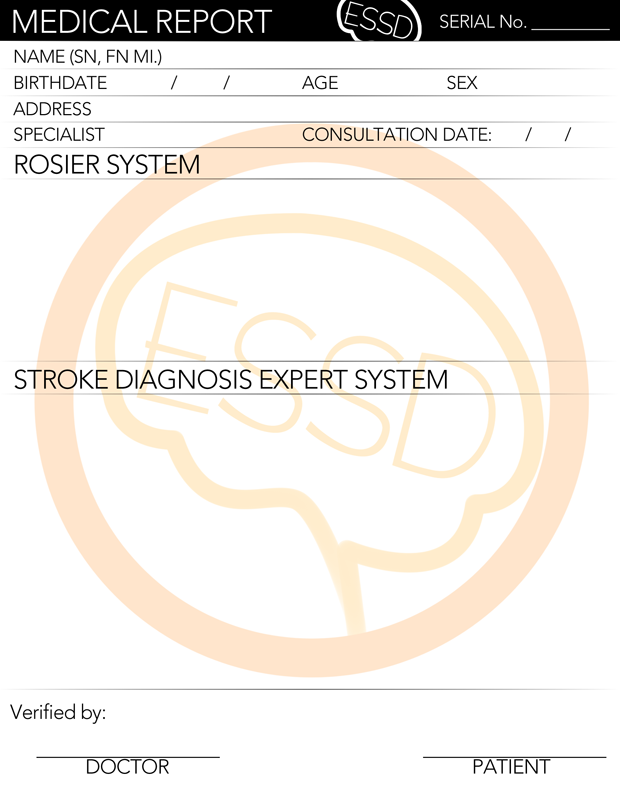 MEDICAL REPORT ESSD SERIAL No. __________
NAME (SN, FN MI.)
BIRTHDATE / / AGE SEX
ADDRESS
SPECIALIST CONSULTATION DATE: / /
ROSIER SYSTEM
ESSD
STROKE DIAGNOSIS EXPERT SYSTEM
Verified by:
DOCTOR PATIENT